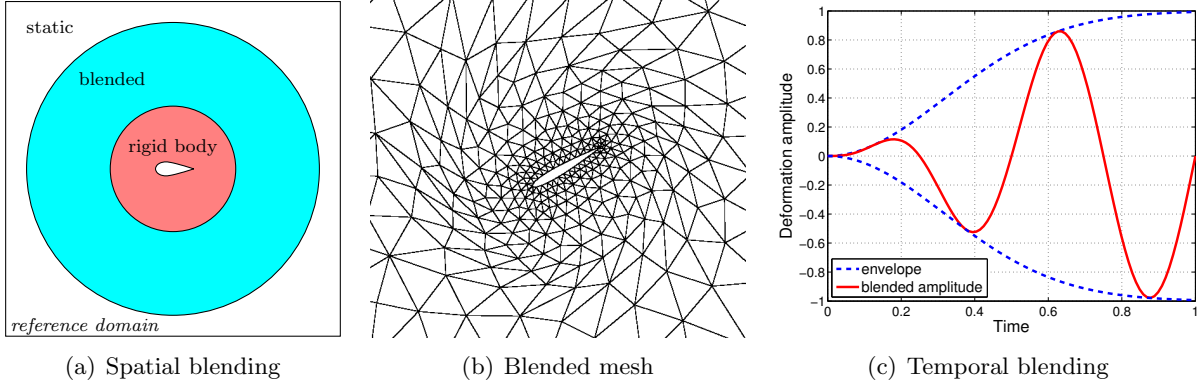 static
blended
rigid body
reference domain
(a) Spatial blending
(b) Blended mesh
1
0.8
0.6
0.4
0.2
0
−0.2
−0.4
−0.6
−0.8
−1
Deformation amplitude
envelope
blended amplitude
0 0.2 0.4 0.6 0.8 1
Time
(c) Temporal blending